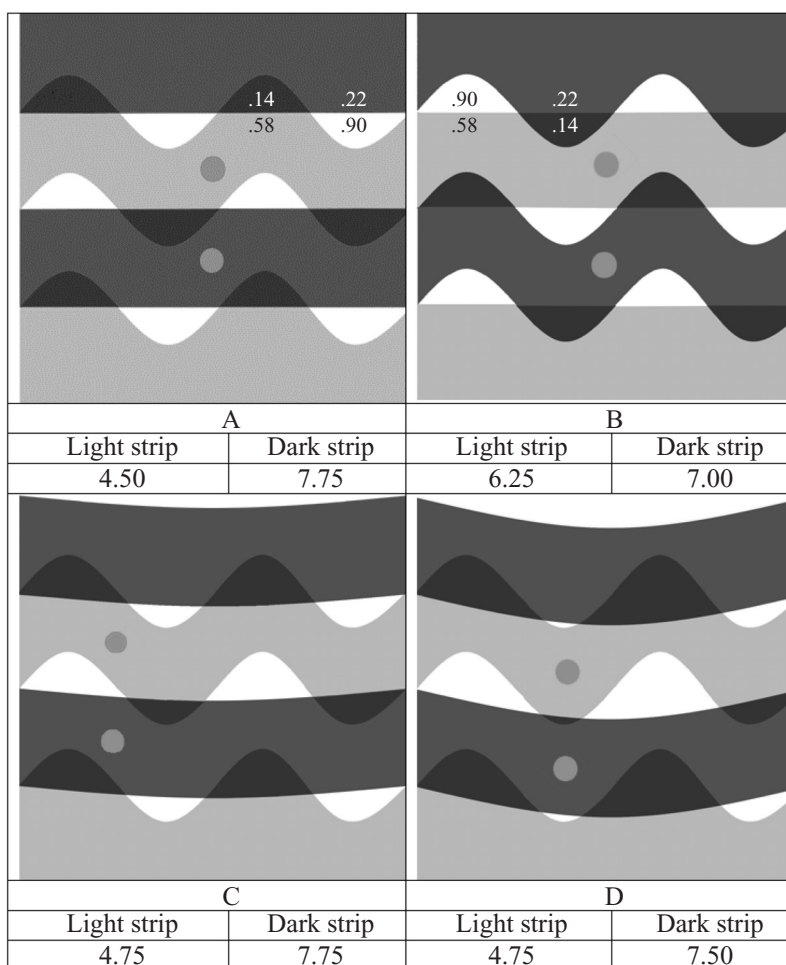 .14 .22
.58 .90
.90 .22
.58 .14
A B
Light strip Dark strip Light strip Dark strip
4.50 7.75 6.25 7.00
C D
Light strip Dark strip Light strip Dark strip
4.75 7.75 4.75 7.50